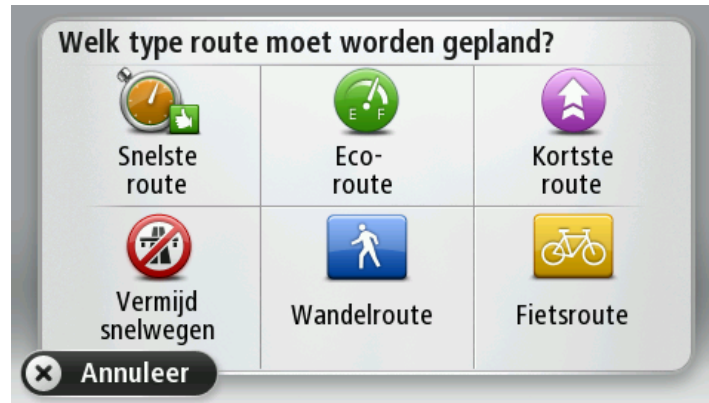 Welk type route moet worden gepland?
Snelste
route
Eco-
route
E F
Kortste
route
Vermijd
snelwegen
Wandelroute
Fietsroute
Annuleer